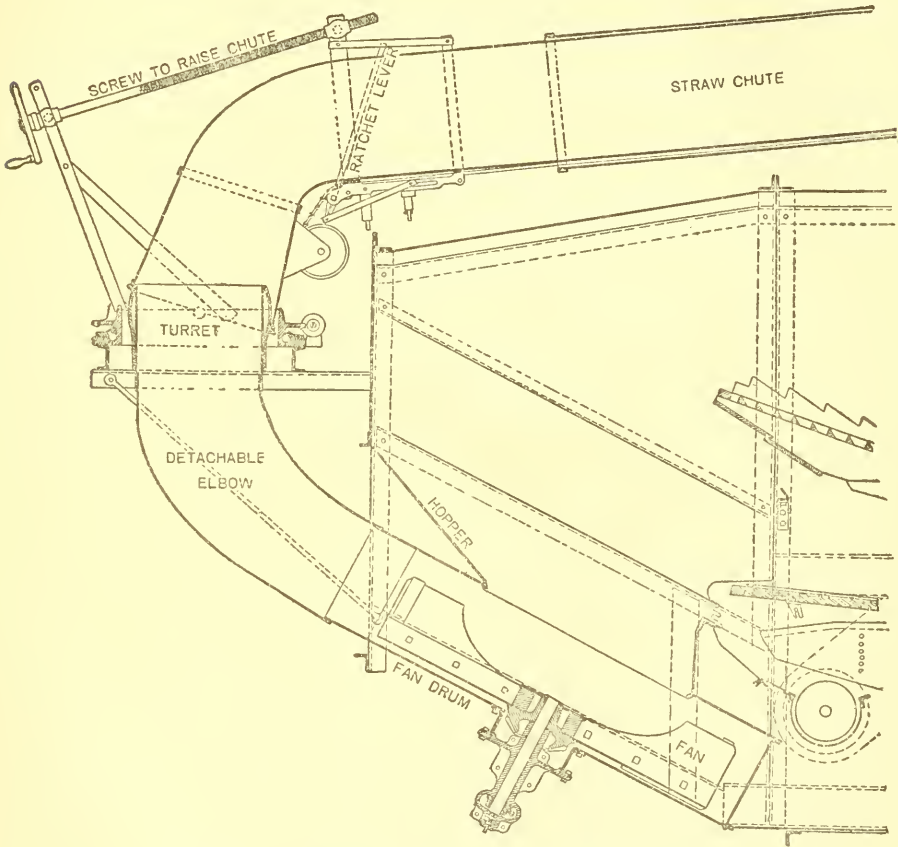 SCREW TO RAISE CHUTE
RATCHET LEVER
STRAW CHUTE
TURRET
DETACHABLE
ELBOW
HOPPER
FAN DRUM
FAN